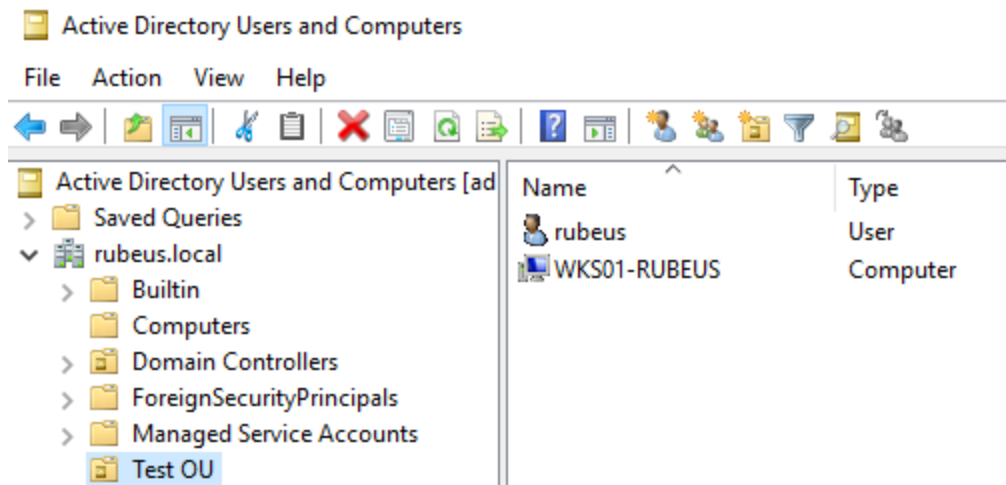 Active Directory Users and Computers
File Action View Help
Active Directory Users and Computers [ad
Saved Queries
rubeus.local
Builtin
Computers
Domain Controllers
ForeignSecurityPrincipals
Managed Service Accounts
Test OU
Name Type
rubeus User
WKS01-RUBEUS Computer